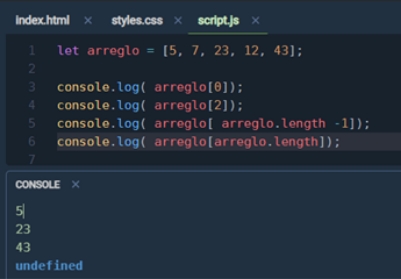 index.html × styles.css × script.js ×
1 let arreglo = [5, 7, 23, 12, 43];
2
3 console.log( arreglo[0]);
4 console.log( arreglo[2]);
5 console.log( arreglo[ arreglo.length -1]);
6 console.log( arreglo[arreglo.length]);
7
CONSOLE ×
5
23
43
undefined